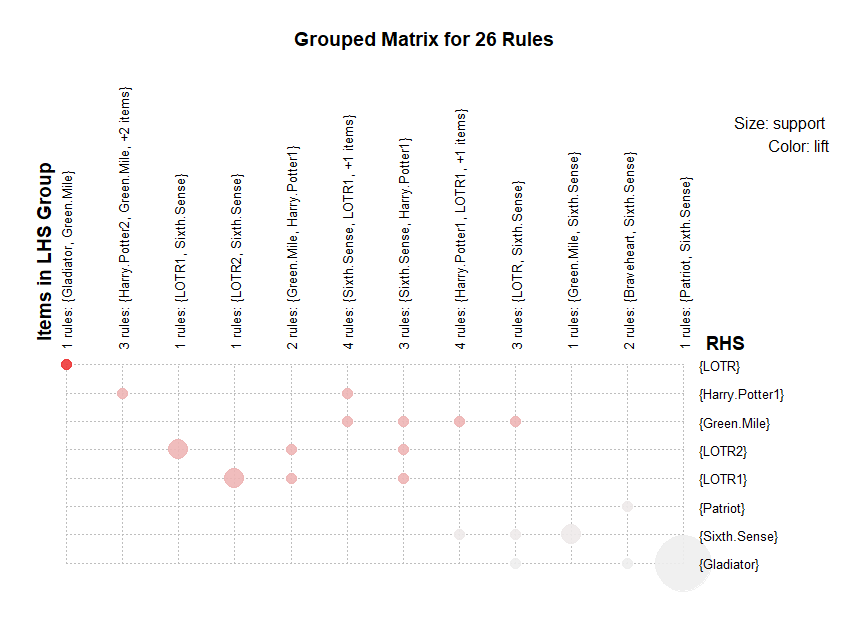 Grouped Matrix for 26 Rules
Size: support
Color: lift
Items in LHS Group
1 rules: {Gladiator, Green.Mile}
3 rules: {Harry.Potter2, Green.Mile, +2 items}
1 rules: {LOTR1, Sixth.Sense}
1 rules: {LOTR2, Sixth.Sense}
2 rules: {Green.Mile, Harry.Potter1}
4 rules: {Sixth.Sense, LOTR1, +1 items}
3 rules: {Sixth.Sense, Harry.Potter1}
4 rules: {Harry.Potter1, LOTR1, +1 items}
3 rules: {LOTR, Sixth.Sense}
1 rules: {Green.Mile, Sixth.Sense}
2 rules: {Braveheart, Sixth.Sense}
1 rules: {Patriot, Sixth.Sense}
RHS
{LOTR}
{Harry.Potter1}
{Green.Mile}
{LOTR2}
{LOTR1}
{Patriot}
{Sixth.Sense}
{Gladiator}